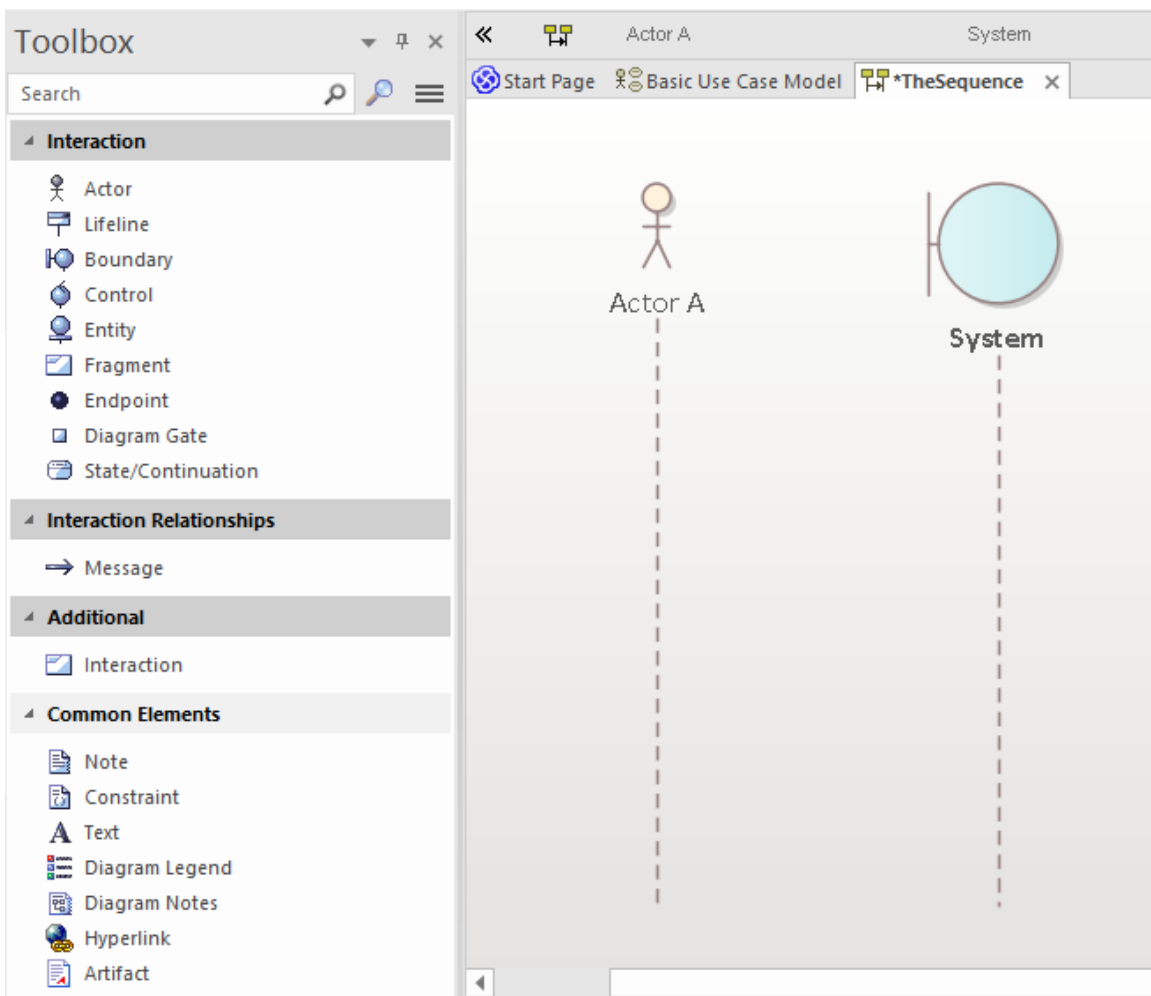 Toolbox
Search
Interaction
Actor
Lifeline
Boundary
Control
Entity
Fragment
Endpoint
Diagram Gate
State/Continuation
Interaction Relationships
Message
Additional
Interaction
Common Elements
Note
Constraint
Text
Diagram Legend
Diagram Notes
Hyperlink
Artifact
Actor A System
Start Page Basic Use Case Model *TheSequence
Actor A
System